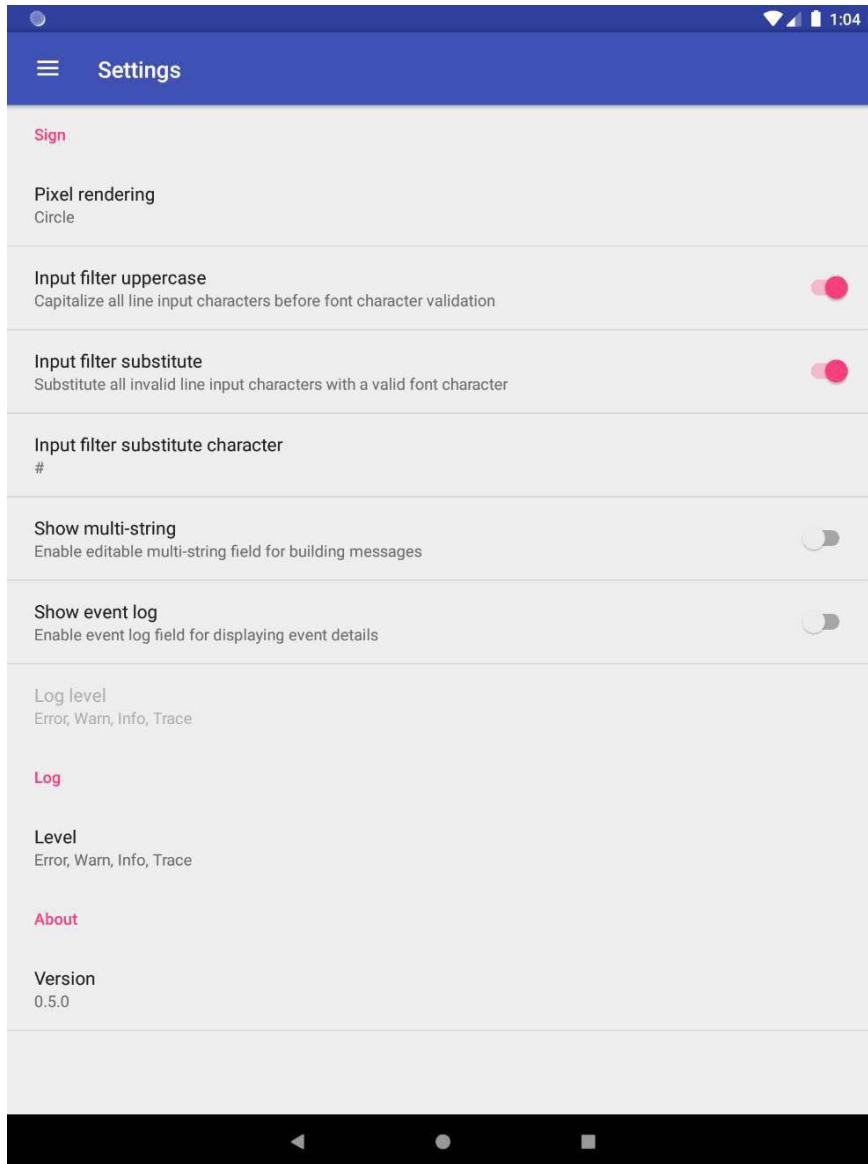 1:04
Settings
Sign
Pixel rendering
Circle
Input filter uppercase
Capitalize all line input characters before font character validation
Input filter substitute
Substitute all invalid line input characters with a valid font character
Input filter substitute character
#
Show multi-string
Enable editable multi-string field for building messages
Show event log
Enable event log field for displaying event details
Log level
Error, Warn, Info, Trace
Log
Level
Error, Warn, Info, Trace
About
Version
0.5.0